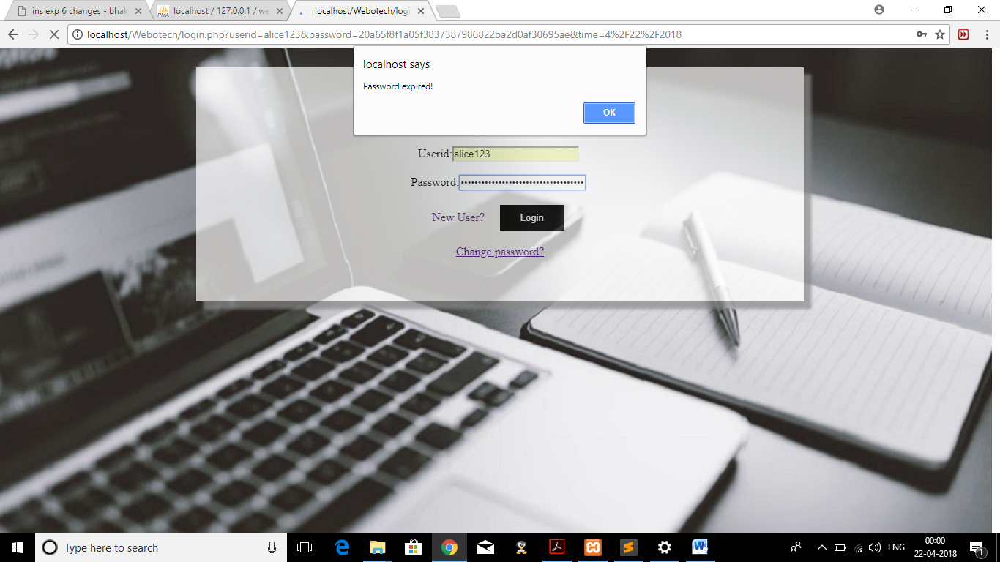 ins exp 6 changes - bhak
localhost / 127.0.0.1 / we
localhost/Webotech/logi
localhost/Webotech/login.php?userid=alice123&password=20a65f8f1a05f3837387986822ba2d0af30695ae&time=4%2F22%2F2018
localhost says
Password expired!
OK
Userid:alice123
Password:
New User? Login
Change password?
Type here to search
ENG
00:00
22-04-2018
1